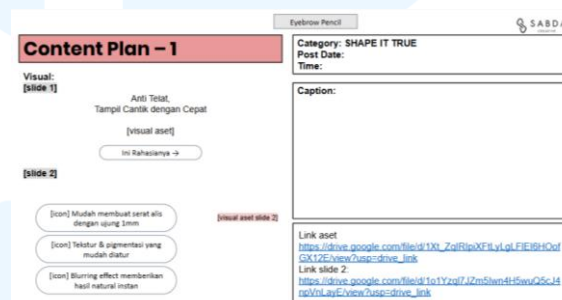 Eyebrow Pencil
SABDA
Content Plan – 1
Visual:
[slide 1]
Anti Telat,
Tampil Cantik dengan Cepat
[visual aset]
Ini Rahasianya →
[slide 2]
[icon] Mudah membuat serat alis
dengan ujung 1mm
[icon] Tekstur & pigmentasi yang
mudah diatur
[icon] Blurring effect memberikan
hasil natural instan
[visual aset slide 2]
Category: SHAPE IT TRUE
Post Date:
Time:
Caption:
Link aset
Link slide 2: